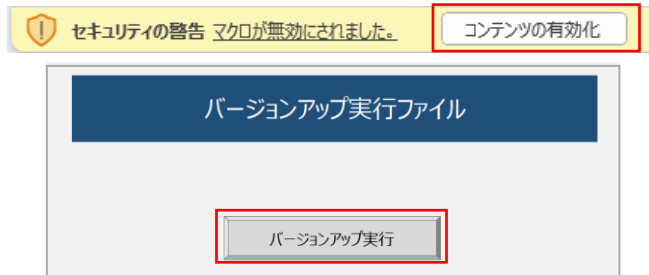 セキュリティの警告 マクロが無効にされました。 コンテンツの有効化
バージョンアップ実行ファイル
バージョンアップ実行